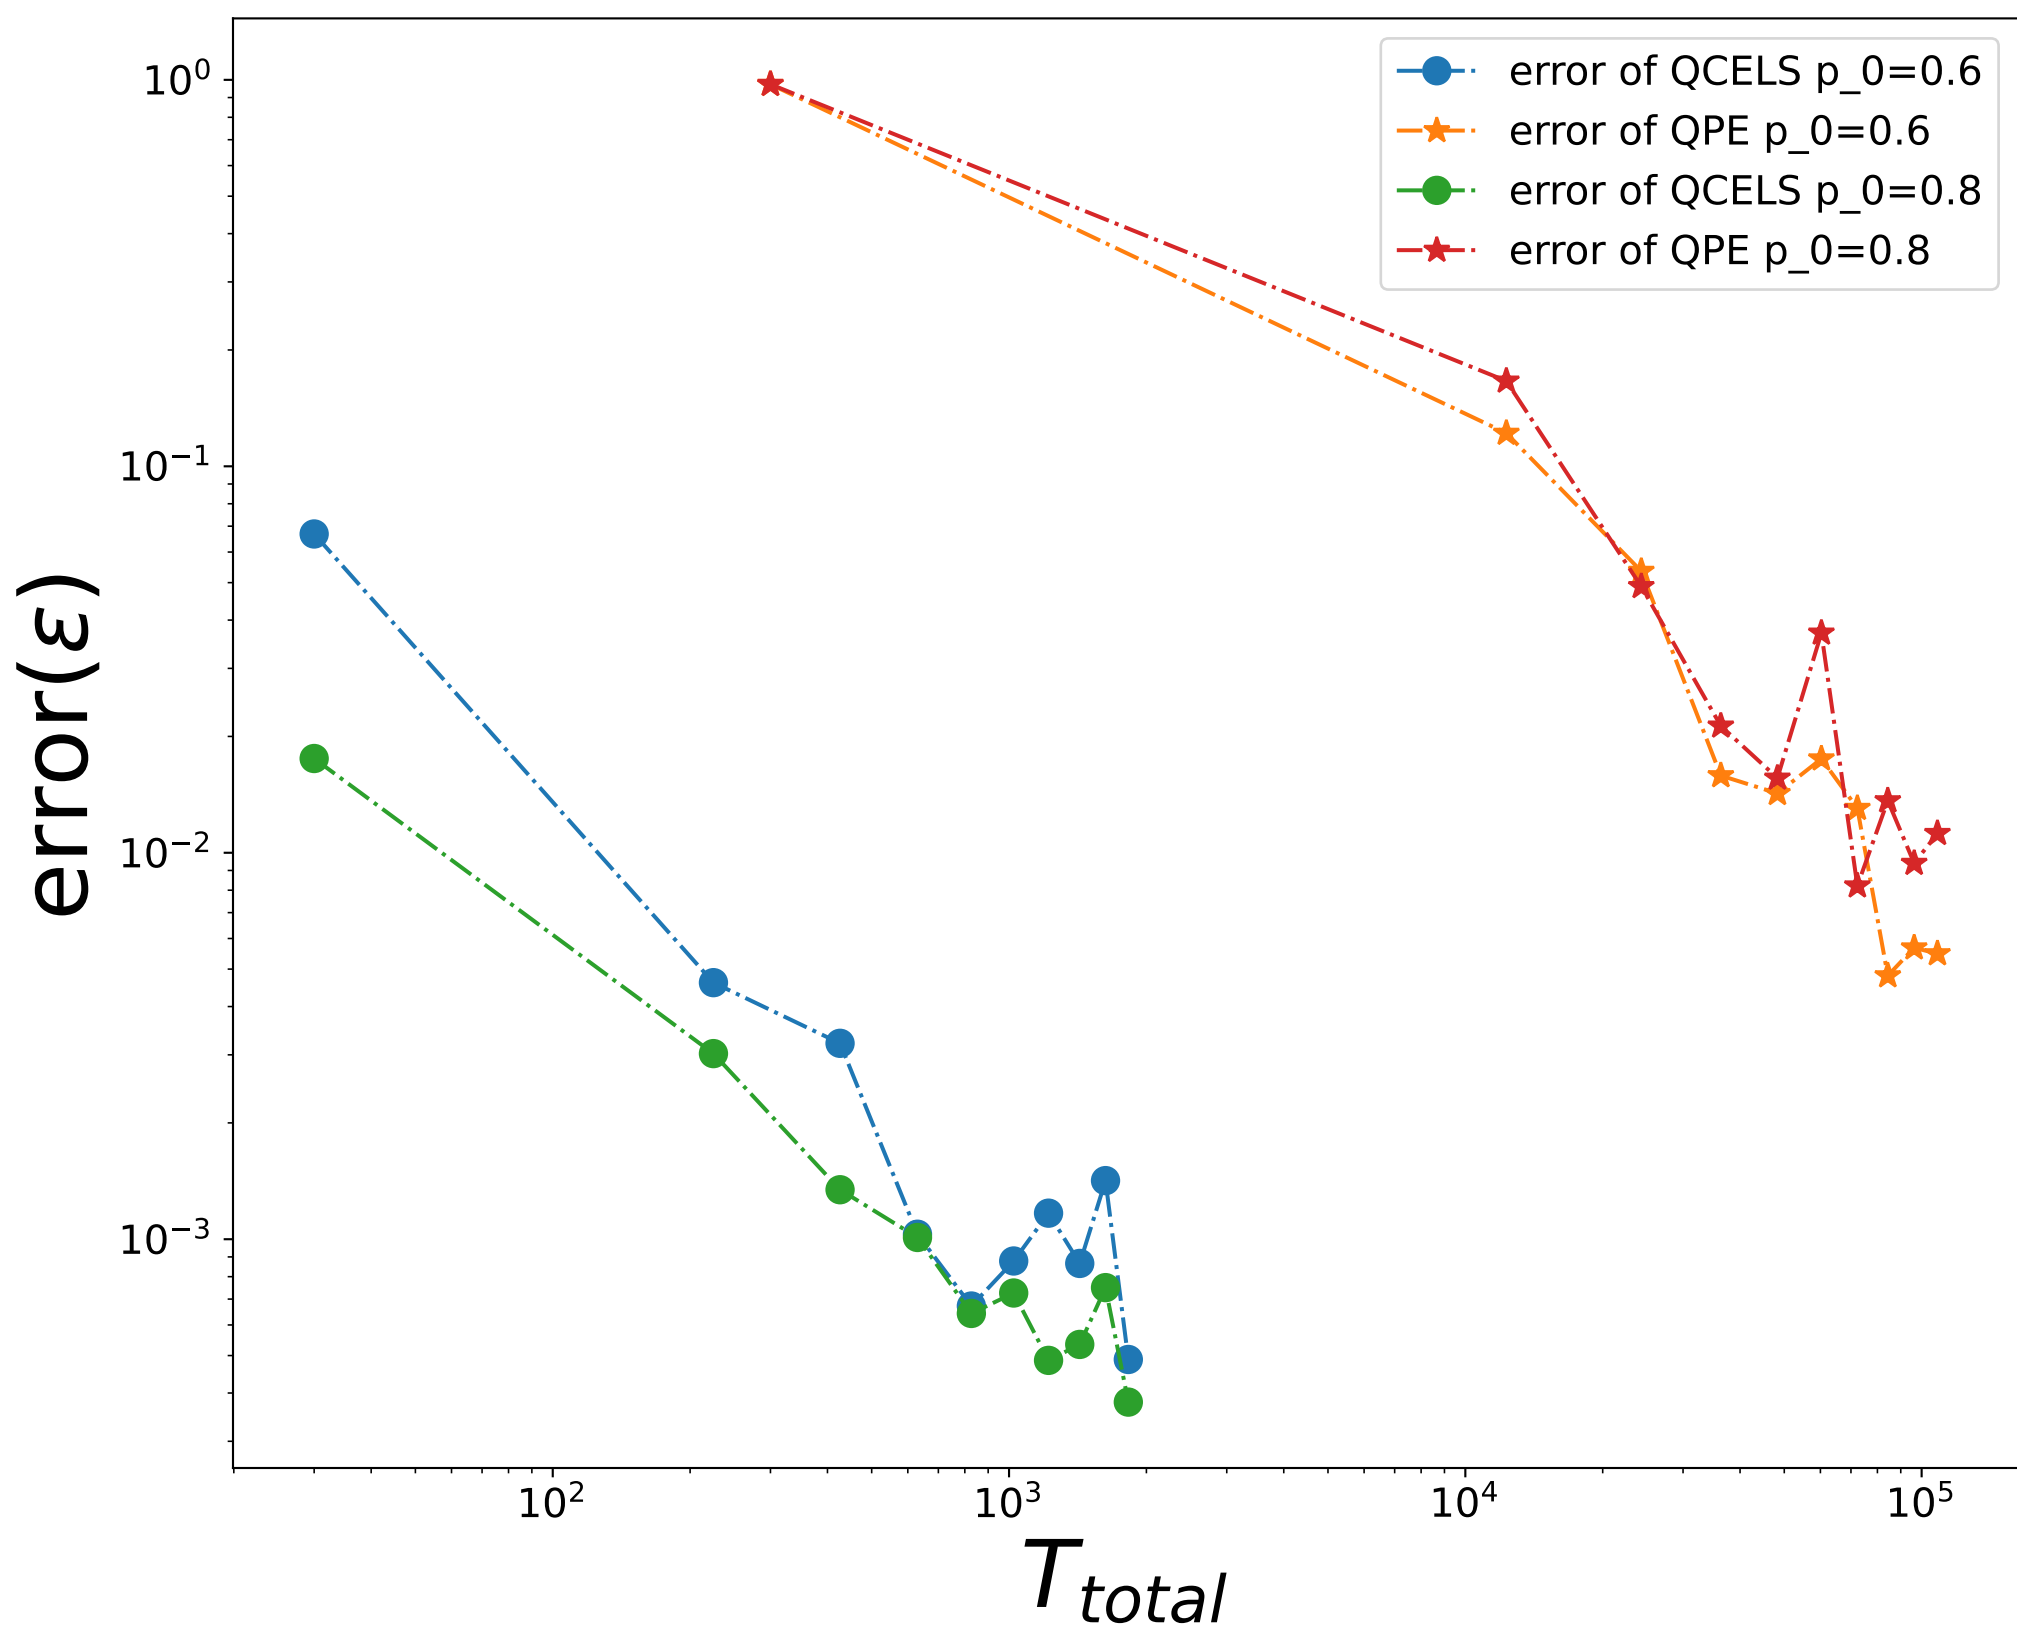 error of QCELS p_0=0.6
error of QPE p_0=0.6
error of QCELS p_0=0.8
error of QPE p_0=0.8
10⁰
10⁻¹
10⁻²
10⁻³
error(ε)
10² 10³ 10⁴ 10⁵
T_total